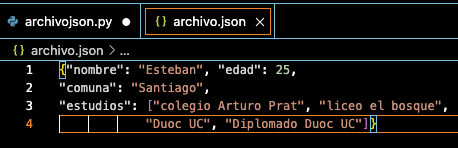 archivojson.py
{ } archivo.json ×
{ } archivo.json > ...
1 {"nombre": "Esteban", "edad": 25,
2 "comuna": "Santiago",
3 "estudios": ["colegio Arturo Prat", "liceo el bosque",
4 "Duoc UC", "Diplomado Duoc UC"]}